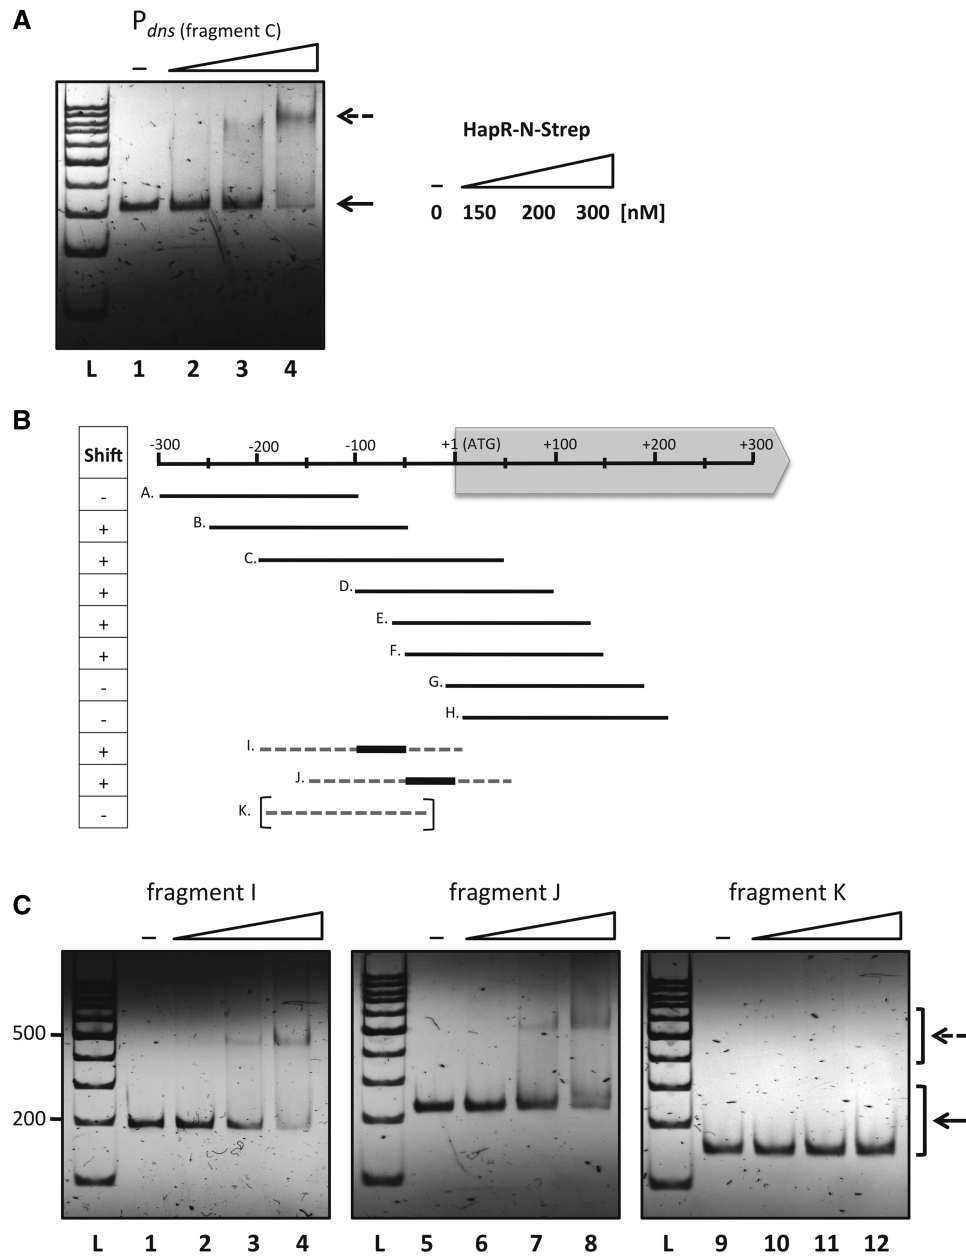 A
Pdns (fragment C)
–
L 1 2 3 4
HapR-N-Strep
–
0 150 200 300 [nM]
B
Shift
-300 -200 -100 +1 (ATG) +100 +200 +300
- A.
+ B.
+ C.
+ D.
+ E.
+ F.
- G.
- H.
+ I.
+ J.
- K.
C
fragment I fragment J fragment K
– – –
500
200
L 1 2 3 4 L 5 6 7 8 L 9 10 11 12